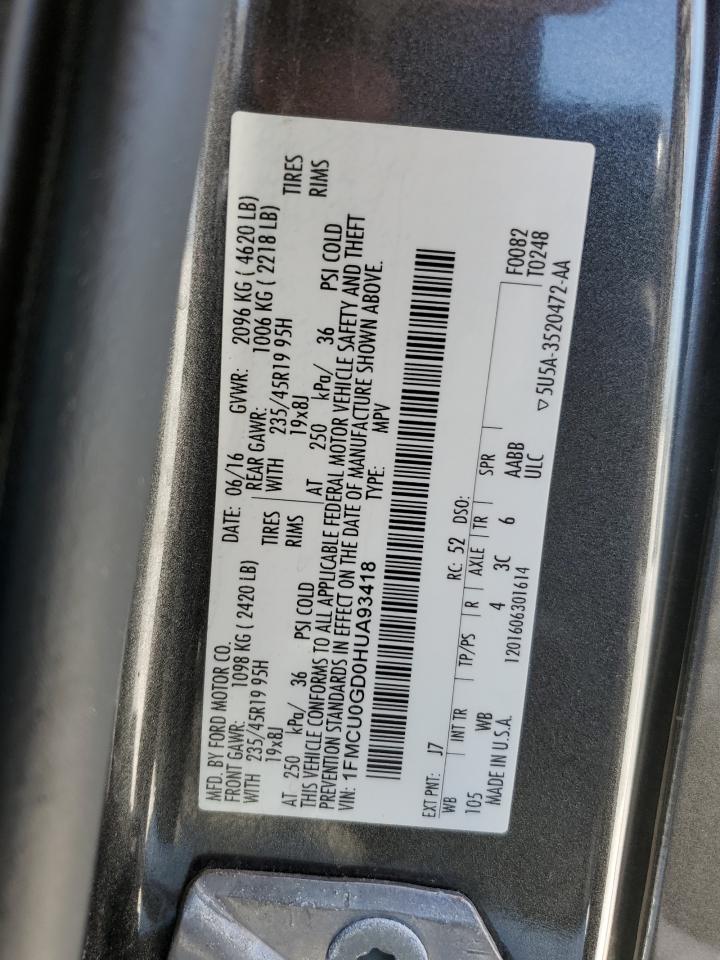 MFD. BY FORD MOTOR CO.
DATE: 06/16 GVWR: 2096 KG ( 4620 LB)
FRONT GAWR: 1098 KG ( 2420 LB) REAR GAWR: 1006 KG ( 2218 LB)
WITH 235/45R19 95H TIRES WITH 235/45R19 95H TIRES
19x8J RIMS 19x8J RIMS
AT 250 kPa/ 36 PSI COLD AT 250 kPa/ 36 PSI COLD
THIS VEHICLE CONFORMS TO ALL APPLICABLE FEDERAL MOTOR VEHICLE SAFETY AND THEFT
PREVENTION STANDARDS IN EFFECT ON THE DATE OF MANUFACTURE SHOWN ABOVE.
VIN: 1FMCU0GD0HUA93418 TYPE: MPV
EXT PNT: J7 RC: 52 DSO:
WB INT TR TP/PS R AXLE TR SPR F0082
105 WB 4 3C 6 AABB T0248
MADE IN U.S.A. 1201606301614 ULC ▽ 5U5A-3520472-AA